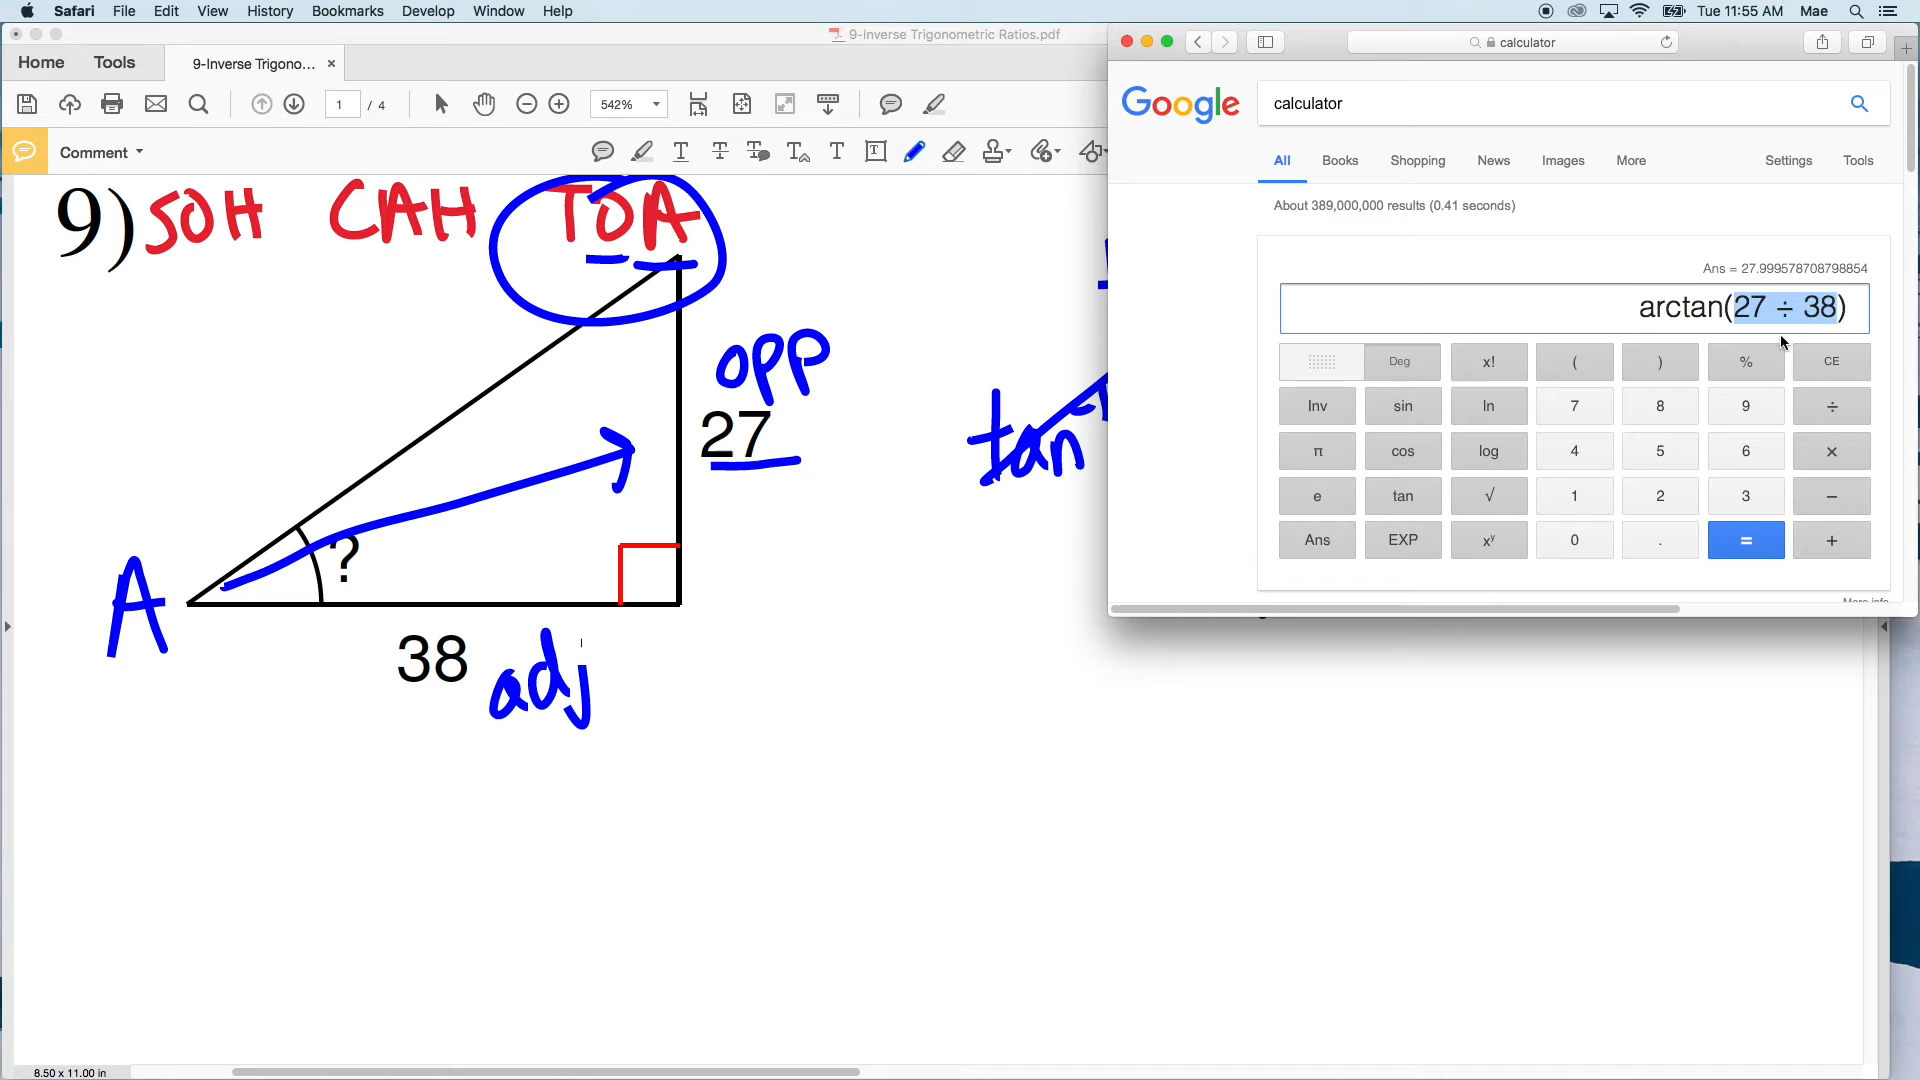 Safari File Edit View History Bookmarks Develop Window Help Tue 11:55 AM Mae
9-Inverse Trigonometric Ratios.pdf
Home Tools 9-Inverse Trigono... ×
1 / 4 542%
Comment
9) SOH CAH TOA
opp
27
?
A
38 adj
tan
8.50 x 11.00 in
calculator
Google calculator
All Books Shopping News Images More Settings Tools
About 389,000,000 results (0.41 seconds)
Ans = 27.999578708798854
arctan(27 ÷ 38)
Deg x! ( ) % CE
Inv sin ln 7 8 9 ÷
π cos log 4 5 6 ×
e tan √ 1 2 3 −
Ans EXP xʸ 0 . = +
More info